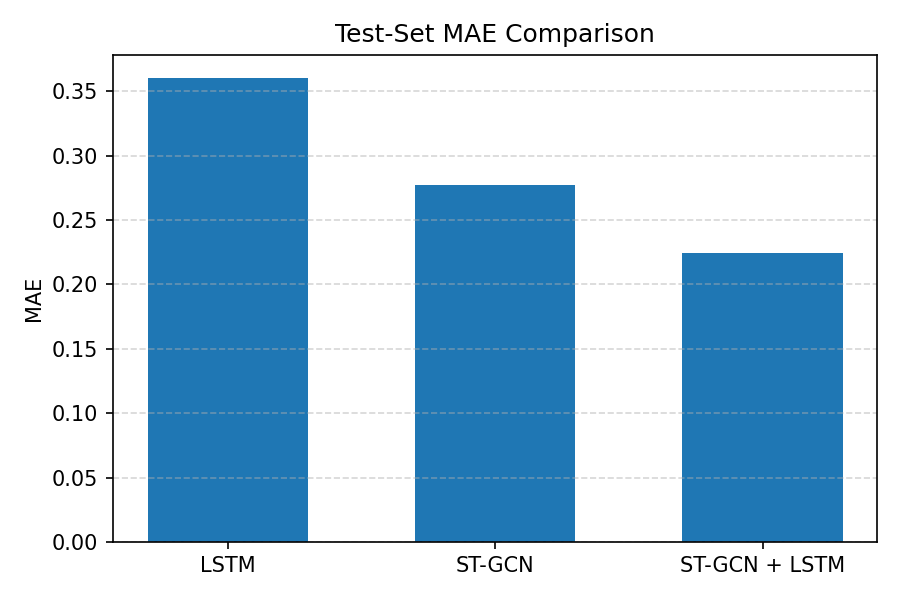 Test-Set MAE Comparison
MAE
0.35
0.30
0.25
0.20
0.15
0.10
0.05
0.00
LSTM
ST-GCN
ST-GCN + LSTM